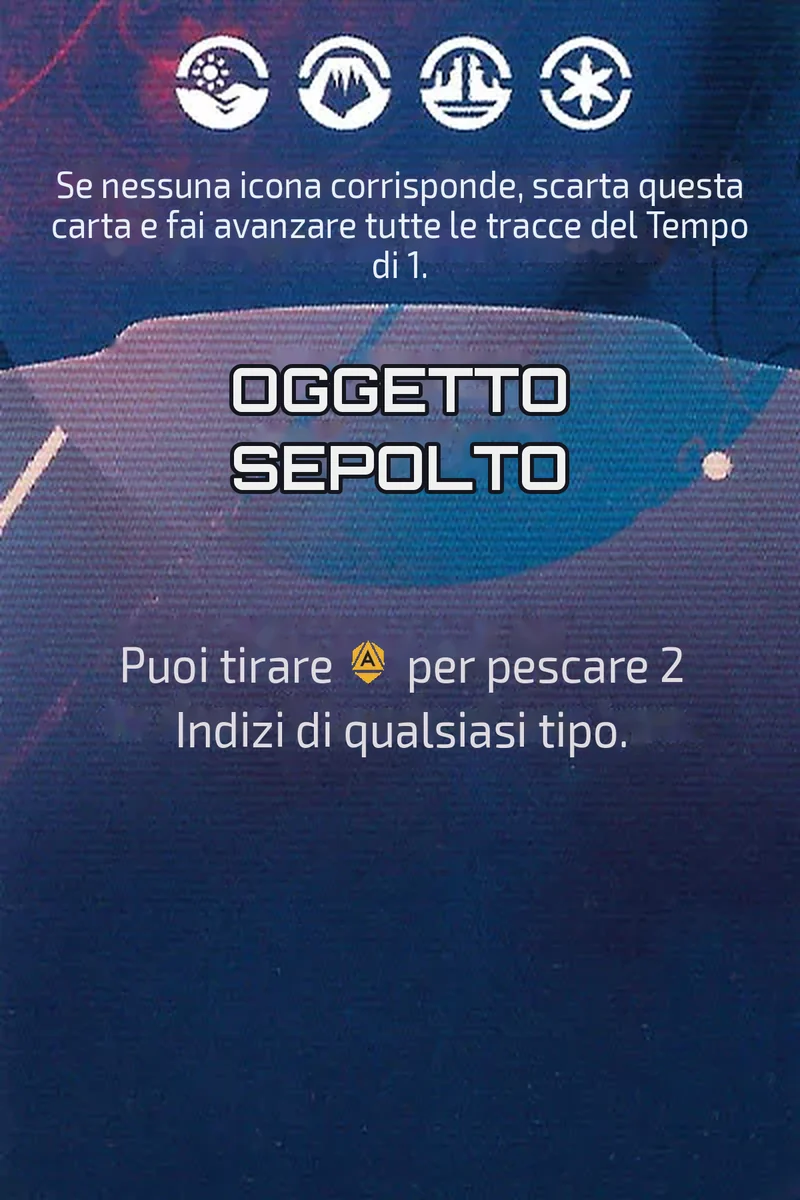 Se nessuna icona corrisponde, scarta questa
carta e fai avanzare tutte le tracce del Tempo
di 1.
OGGETTO
SEPOLTO
Puoi tirare A per pescare 2
Indizi di qualsiasi tipo.